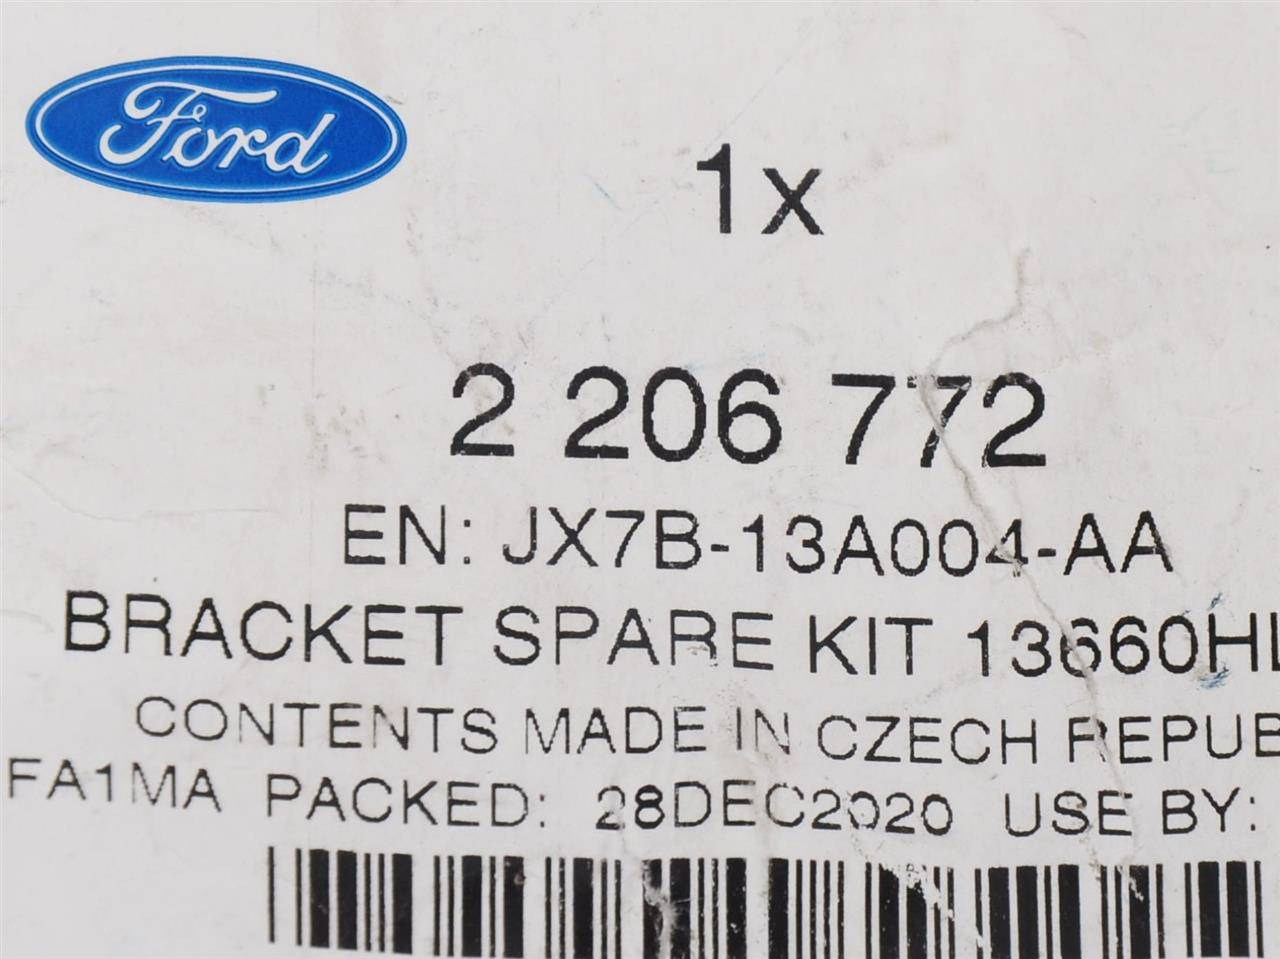 Ford
1x
2 206 772
EN: JX7B-13A004-AA
BRACKET SPARE KIT 13660HL
CONTENTS MADE IN CZECH REPUB
FA1MA PACKED: 28DEC2020 USE BY: